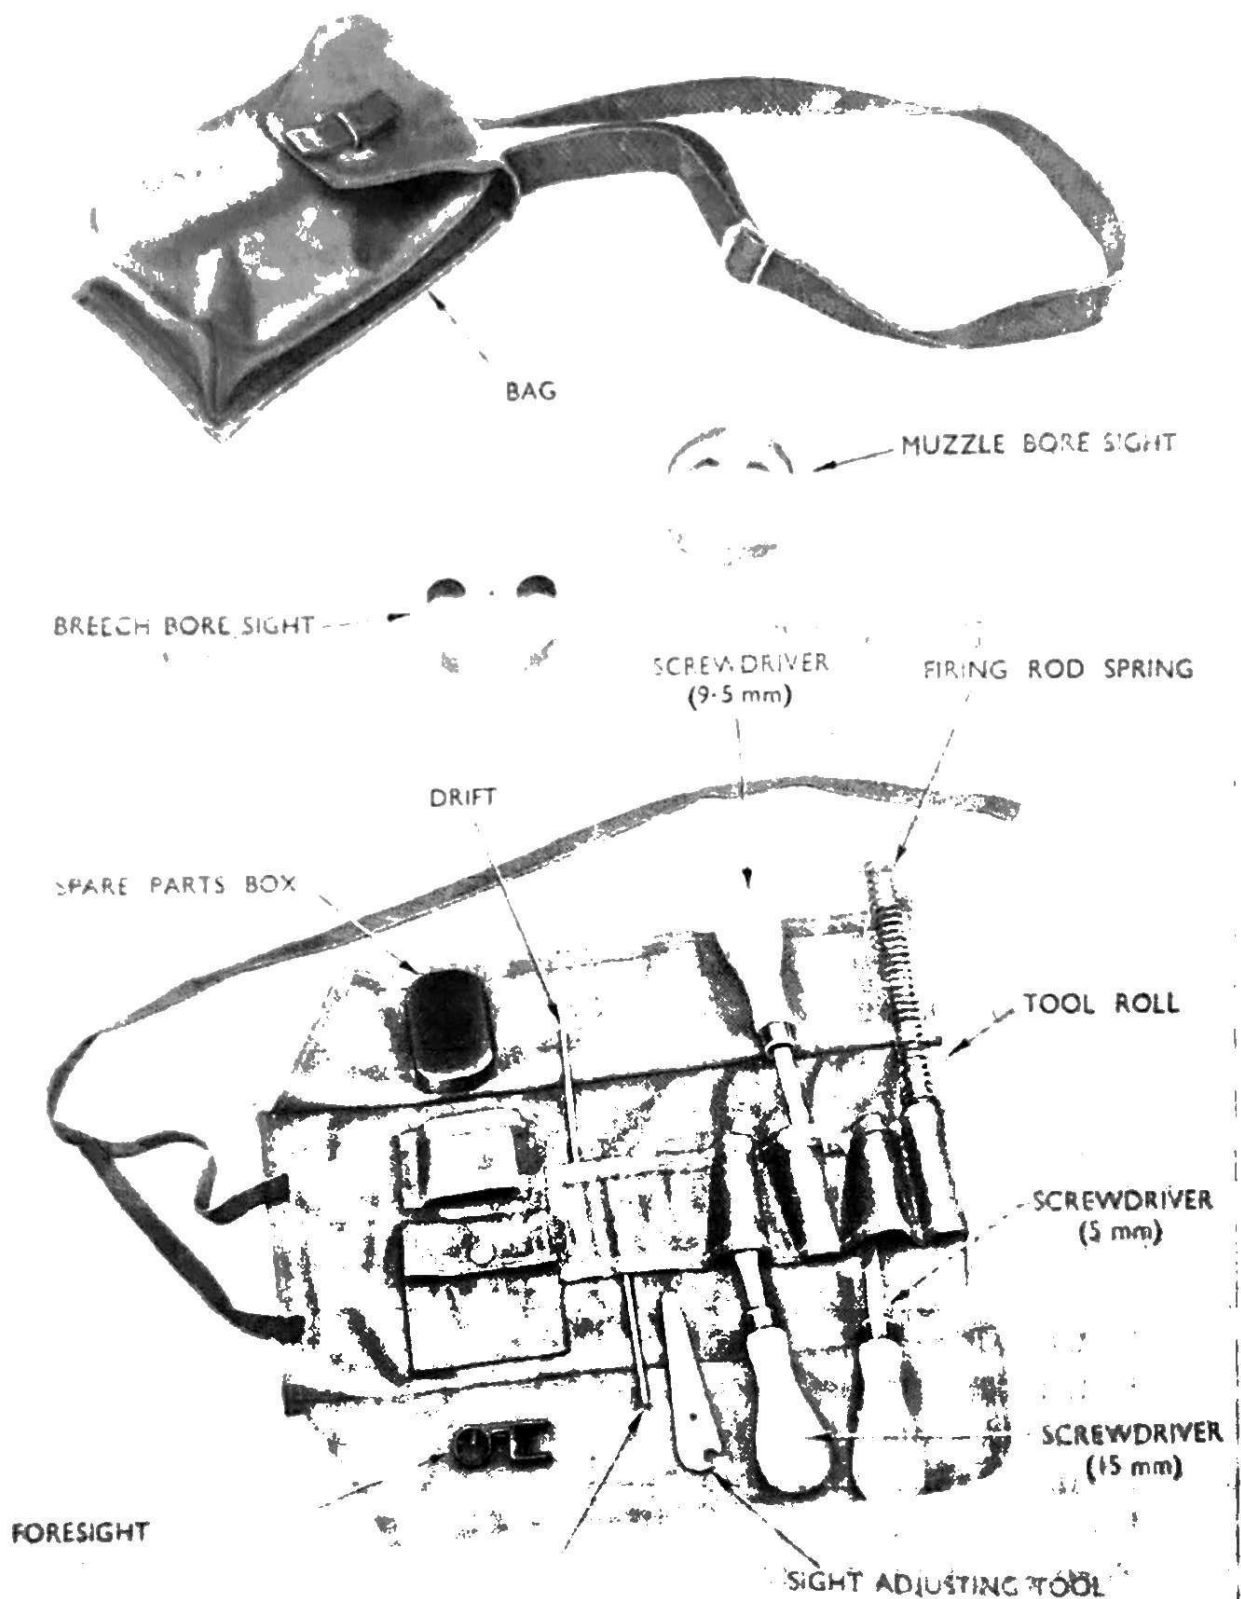 BAG
MUZZLE BORE SIGHT
BREECH BORE SIGHT
SCREWDRIVER
(9·5 mm)
FIRING ROD SPRING
DRIFT
SPARE PARTS BOX
TOOL ROLL
SCREWDRIVER
(5 mm)
SCREWDRIVER
(15 mm)
FORESIGHT
SIGHT ADJUSTING TOOL